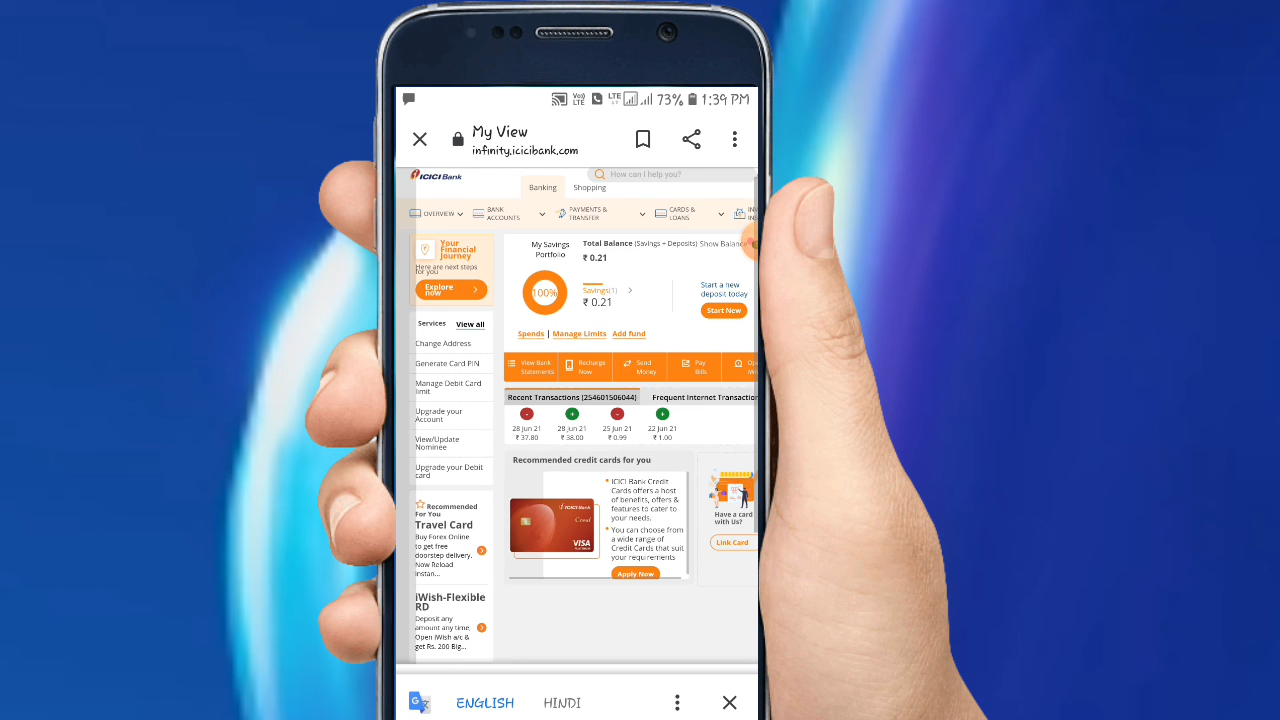 73% 1:39 PM
My View
infinity.icicibank.com
ICICI Bank
How can I help you?
Banking
Shopping
OVERVIEW
BANK
ACCOUNTS
PAYMENTS &
TRANSFER
CARDS &
LOANS
Your
Financial
Journey
Here are next steps
for you
Explore
now
My Savings
Portfolio
100%
Total Balance (Savings + Deposits) Show Balanc
₹ 0.21
Savings(1)
₹ 0.21
Start a new
deposit today
Start New
Spends | Manage Limits Add fund
Services View all
Change Address
Generate Card PIN
Manage Debit Card
limit
Upgrade your
Account
View/Update
Nominee
Upgrade your Debit
card
View Bank
Statements
Recharge
Now
Send
Money
Pay
Bills
Recent Transactions (254601506044)
Frequent Internet Transaction
28 Jun 21
₹ 37.80
28 Jun 21
₹ 38.00
25 Jun 21
₹ 0.99
22 Jun 21
₹ 1.00
Recommended credit cards for you
ICICI Bank
VISA
PLATINUM
ICICI Bank Credit
Cards offers a host
of benefits, offers &
features to cater to
your needs.
You can choose from
a wide range of
Credit Cards that suit
your requirements
Apply Now
Have a card
with Us?
Link Card
Recommended
For You
Travel Card
Buy Forex Online
to get free
doorstep delivery.
Now Reload
instan...
iWish-Flexible
RD
Deposit any
amount any time,
Open iWish a/c &
get Rs. 200 Big...
ENGLISH HINDI